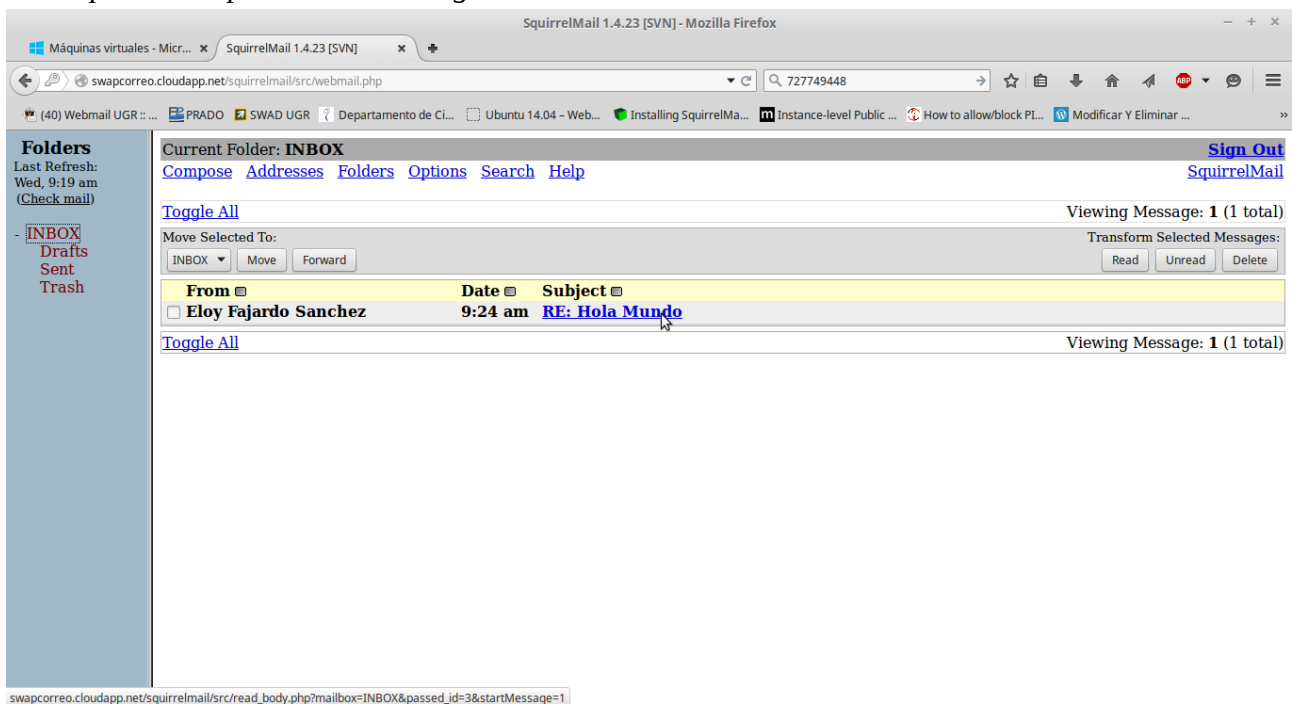 SquirrelMail 1.4.23 [SVN] - Mozilla Firefox
Máquinas virtuales - Micr... SquirrelMail 1.4.23 [SVN]
swapcorreo.cloudapp.net/squirrelmail/src/webmail.php 727749448 ABP
(40) Webmail UGR :: ... PRADO SWAD UGR Departamento de Ci... Ubuntu 14.04 – Web... Installing SquirrelMa... Instance-level Public ... How to allow/block PI... Modificar Y Eliminar ... »
Folders
Last Refresh:
Wed, 9:19 am
(Check mail)
- INBOX
Drafts
Sent
Trash
Current Folder: INBOX Sign Out
Compose Addresses Folders Options Search Help SquirrelMail
Toggle All Viewing Message: 1 (1 total)
Move Selected To: Transform Selected Messages:
INBOX Move Forward Read Unread Delete
From Date Subject
Eloy Fajardo Sanchez 9:24 am RE: Hola Mundo
Toggle All Viewing Message: 1 (1 total)
swapcorreo.cloudapp.net/squirrelmail/src/read_body.php?mailbox=INBOX&passed_id=3&startMessage=1